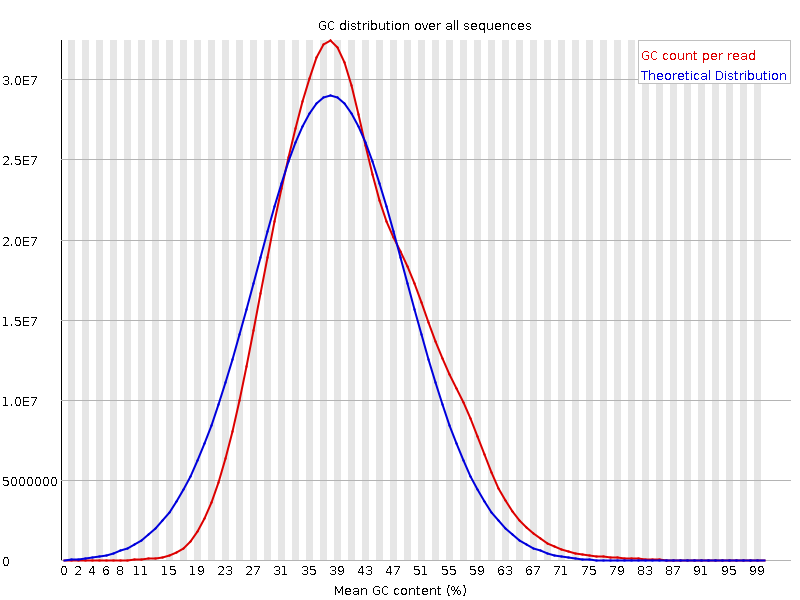 GC distribution over all sequences
GC count per read
Theoretical Distribution
3.0E7
2.5E7
2.0E7
1.5E7
1.0E7
5000000
0
0 2 4 6 8 11 15 19 23 27 31 35 39 43 47 51 55 59 63 67 71 75 79 83 87 91 95 99
Mean GC content (%)